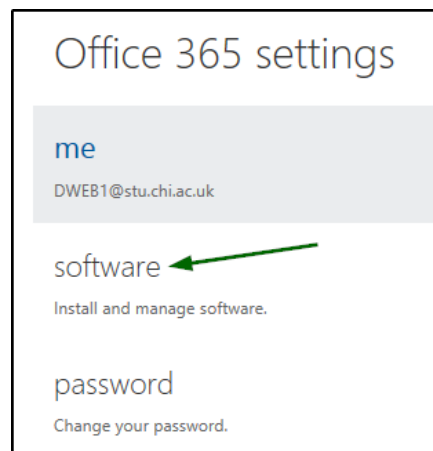 Office 365 settings
me
DWEB1@stu.chi.ac.uk
software
Install and manage software.
password
Change your password.